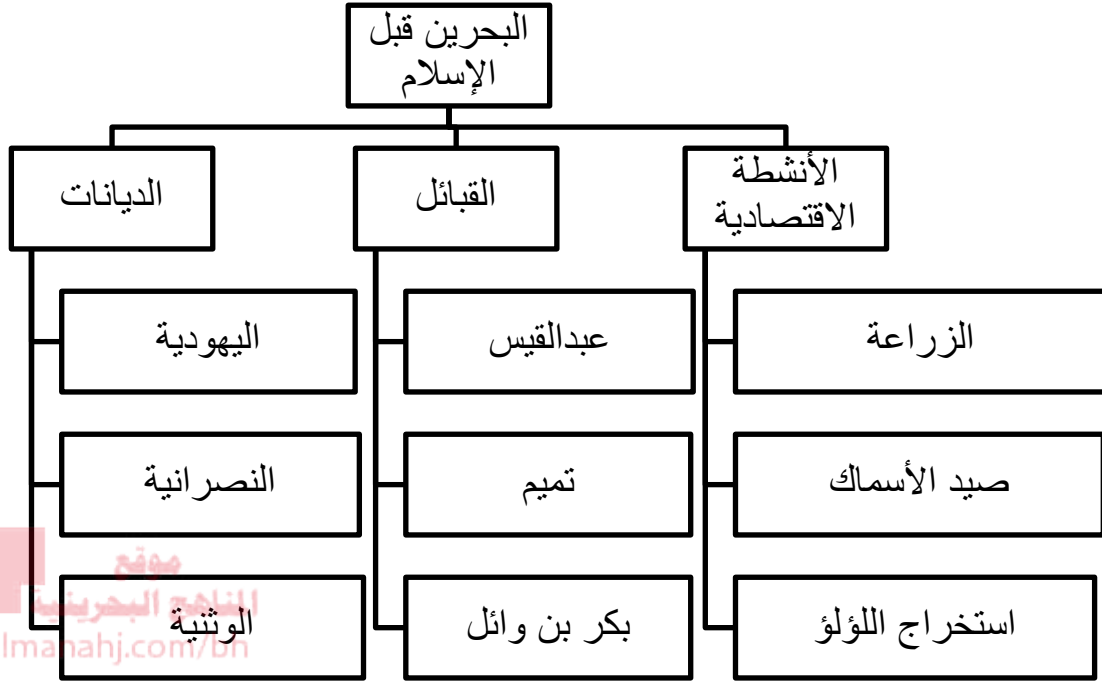 البحرين قبل
الإسلام
الأنشطة
الاقتصادية
القبائل
الديانات
الزراعة
عبدالقيس
اليهودية
صيد الأسماك
تميم
النصرانية
استخراج اللؤلؤ
بكر بن وائل
الوثنية
موقع
المناهج البحرينية
lmanahj.com/bh